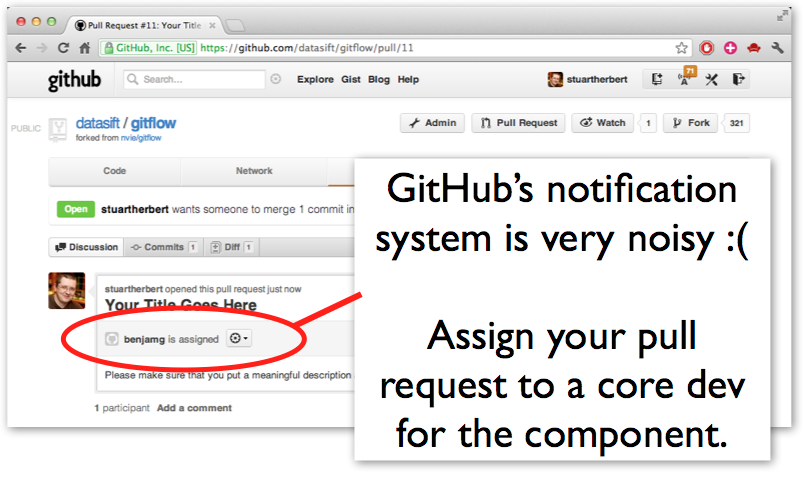 Pull Request #11: Your Title
GitHub, Inc. [US] https://github.com/datasift/gitflow/pull/11
github
Search...
Explore Gist Blog Help
stuartherbert
71
PUBLIC
datasift / gitflow
forked from nvie/gitflow
Admin
Pull Request
Watch 1
Fork 321
Code
Network
Open stuartherbert wants someone to merge 1 commit in
Discussion Commits 1 Diff 1
stuartherbert opened this pull request just now
Your Title Goes Here
benjamg is assigned
Please make sure that you put a meaningful description
1 participant Add a comment
GitHub's notification
system is very noisy :(
Assign your pull
request to a core dev
for the component.